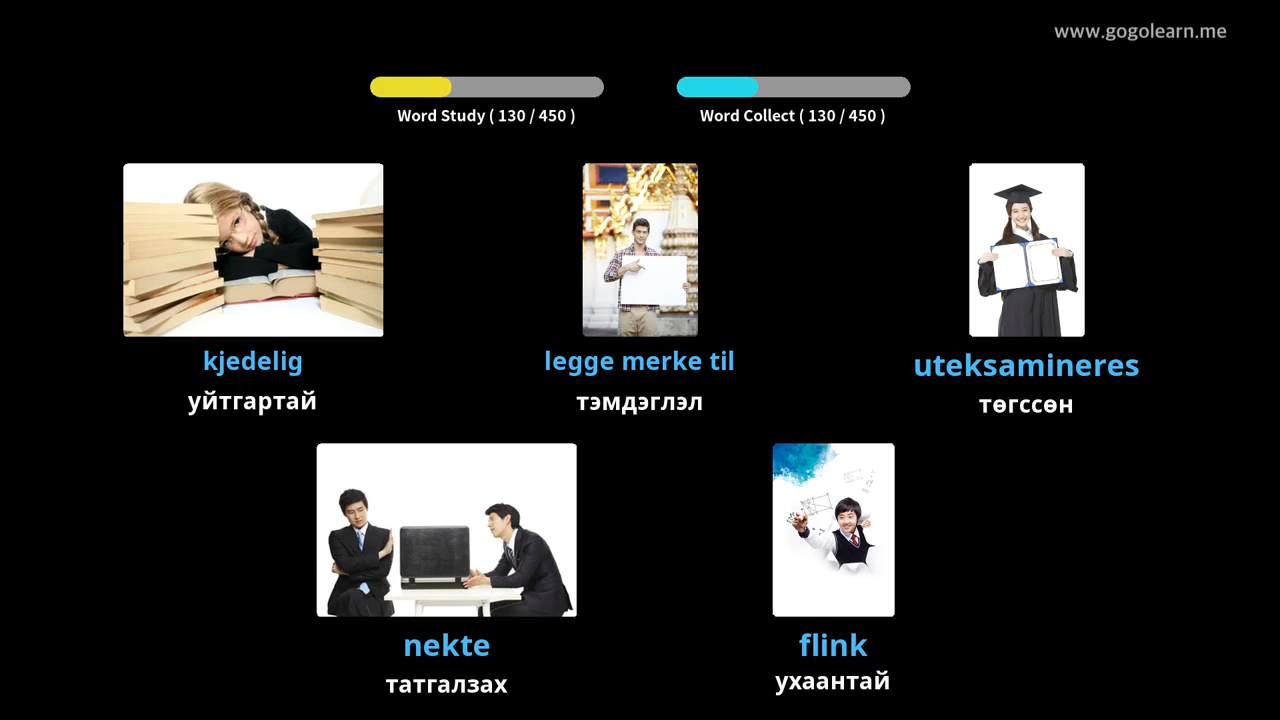 www.gogolearn.me
Word Study ( 130 / 450 )
Word Collect ( 130 / 450 )
kjedelig
уйтгартай
legge merke til
тэмдэглэл
uteksamineres
төгссөн
nekte
татгалзах
flink
ухаантай